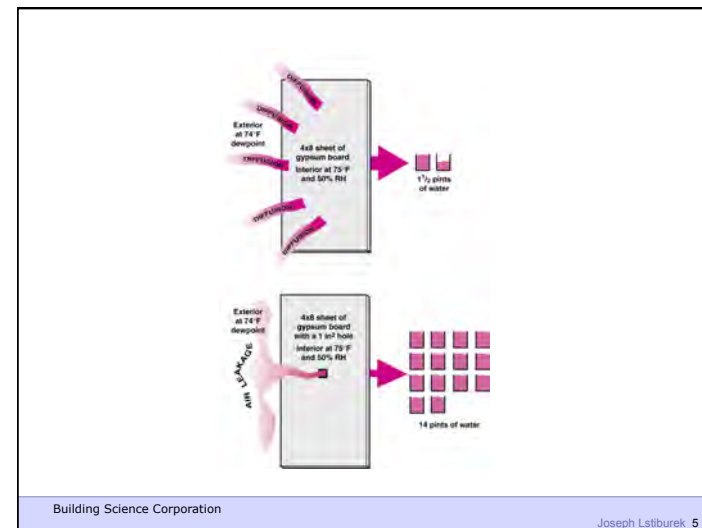 DIFFUSION
DIFFUSION
Exterior
at 74°F
dewpoint
DIFFUSION
DIFFUSION
DIFFUSION
4x8 sheet of
gypsum board
Interior at 75°F
and 50% RH
1 1/2 pints
of water
Exterior
at 74°F
dewpoint
AIR LEAKAGE
4x8 sheet of
gypsum board
with a 1 in² hole
Interior at 75°F
and 50% RH
14 pints of water
Building Science Corporation
Joseph Lstiburek 5